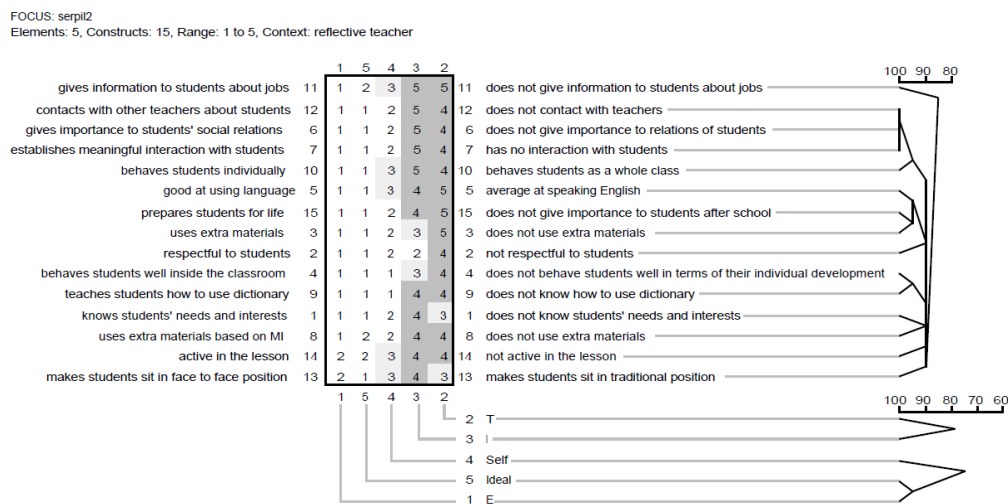 FOCUS: serpil2
Elements: 5, Constructs: 15, Range: 1 to 5, Context: reflective teacher
1 5 4 3 2
100 90 80
gives information to students about jobs 11 1 2 3 5 5 11 does not give information to students about jobs
contacts with other teachers about students 12 1 1 2 5 4 12 does not contact with teachers
gives importance to students' social relations 6 1 1 2 5 4 6 does not give importance to relations of students
establishes meaningful interaction with students 7 1 1 2 5 4 7 has no interaction with students
behaves students individually 10 1 1 3 5 4 10 behaves students as a whole class
good at using language 5 1 1 3 4 5 5 average at speaking English
prepares students for life 15 1 1 2 4 5 15 does not give importance to students after school
uses extra materials 3 1 1 2 3 5 3 does not use extra materials
respectful to students 2 1 1 2 2 4 2 not respectful to students
behaves students well inside the classroom 4 1 1 1 3 4 4 does not behave students well in terms of their individual development
teaches students how to use dictionary 9 1 1 1 4 4 9 does not know how to use dictionary
knows students' needs and interests 1 1 1 2 4 3 1 does not know students' needs and interests
uses extra materials based on MI 8 1 2 2 4 4 8 does not use extra materials
active in the lesson 14 2 2 3 4 4 14 not active in the lesson
makes students sit in face to face position 13 2 1 3 4 3 13 makes students sit in traditional position
1 5 4 3 2
100 90 80 70 60
2 T
3 I
4 Self
5 Ideal
1 E